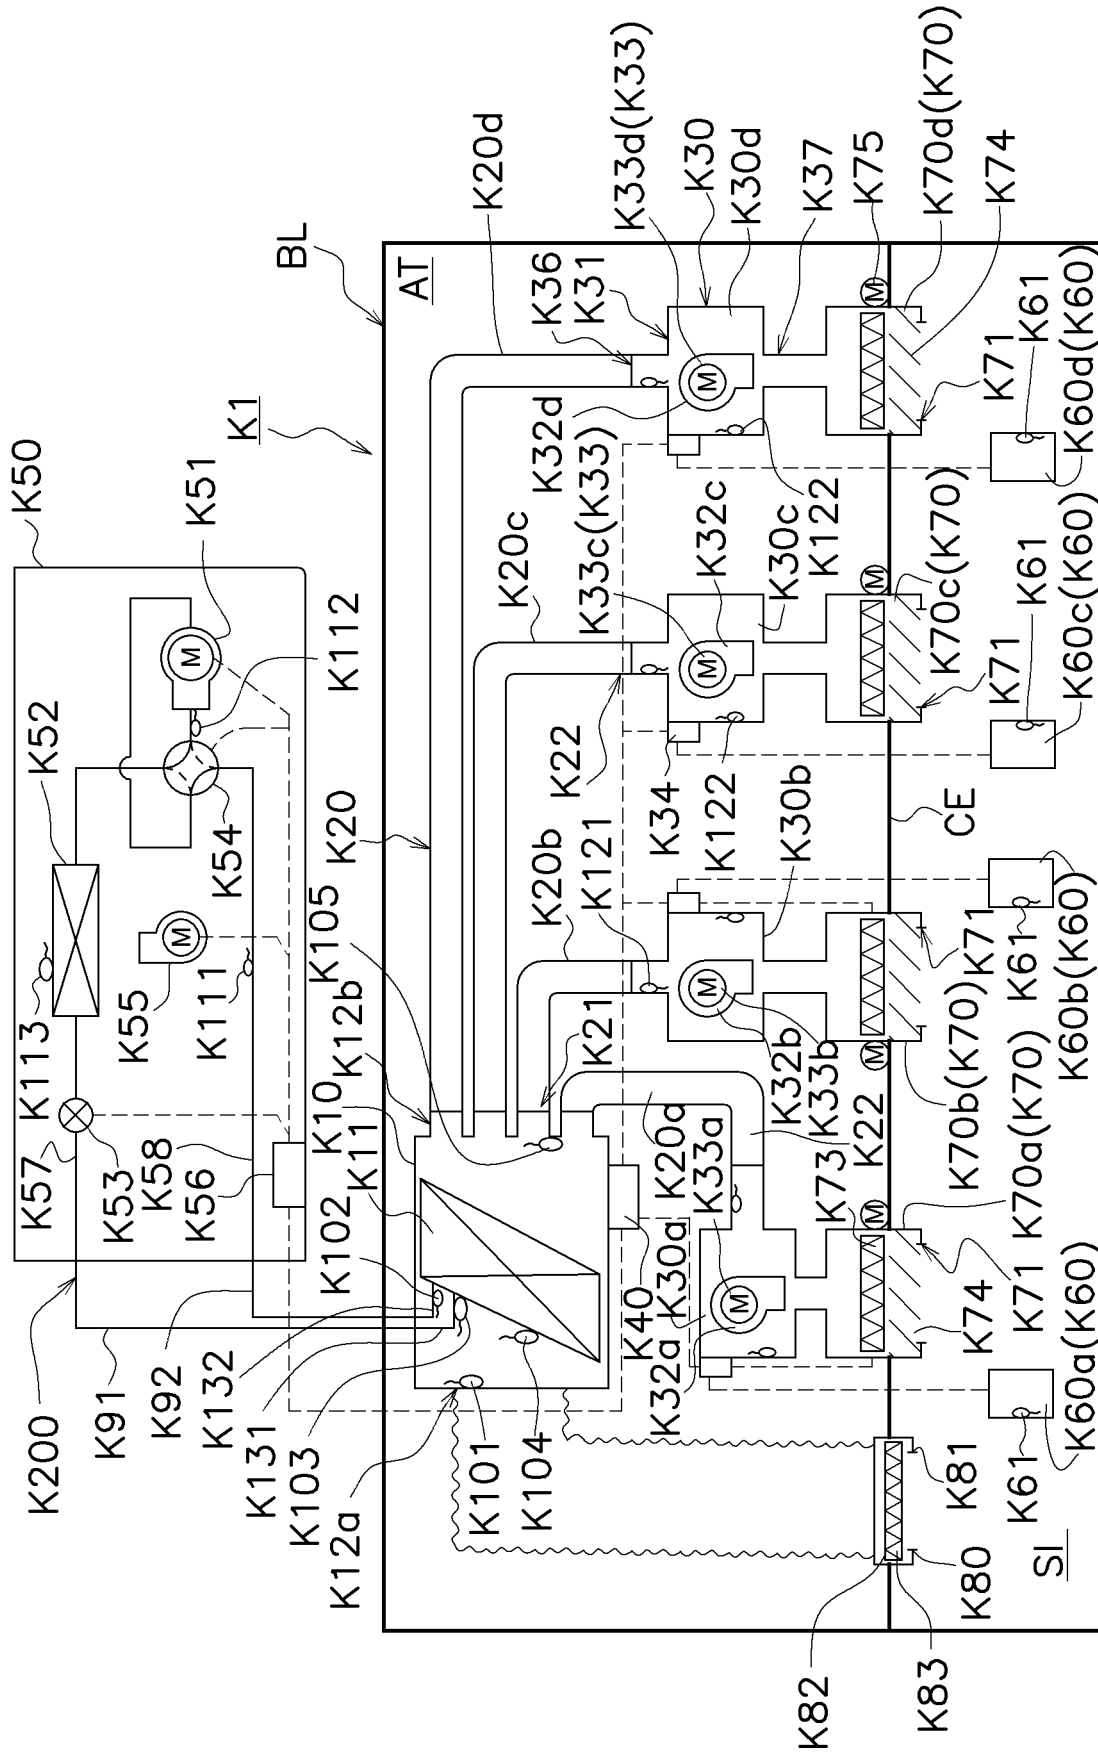 K50
K51
K112
K52
K54
K113
K55
K111
K57
K53
K58
K56
K200
K91
K92
K1
BL
AT
K10
K11
K12b
K105
K20
K20d
K36
K31
K33d(K33)
K30
K30d
K37
K75
K70d(K70)
K74
K32d
K33c(K33)
K20c
K32c
K30c
K122
K71
K61
K60d(K60)
K22
K34
K122
K70c(K70)
K71
K61
K60c(K60)
CE
K20b
K121
K21
K30b
K32b
K33b
K22
K70b(K70)
K71
K61
K60b(K60)
K102
K132
K131
K103
K12a
K101
K104
K40
K30a
K32a
K20a
K33a
K73
K70a(K70)
K71
K74
K60a(K60)
K61
K81
K80
SI
K82
K83
M
M
M
M
M
M
M
M
M
M